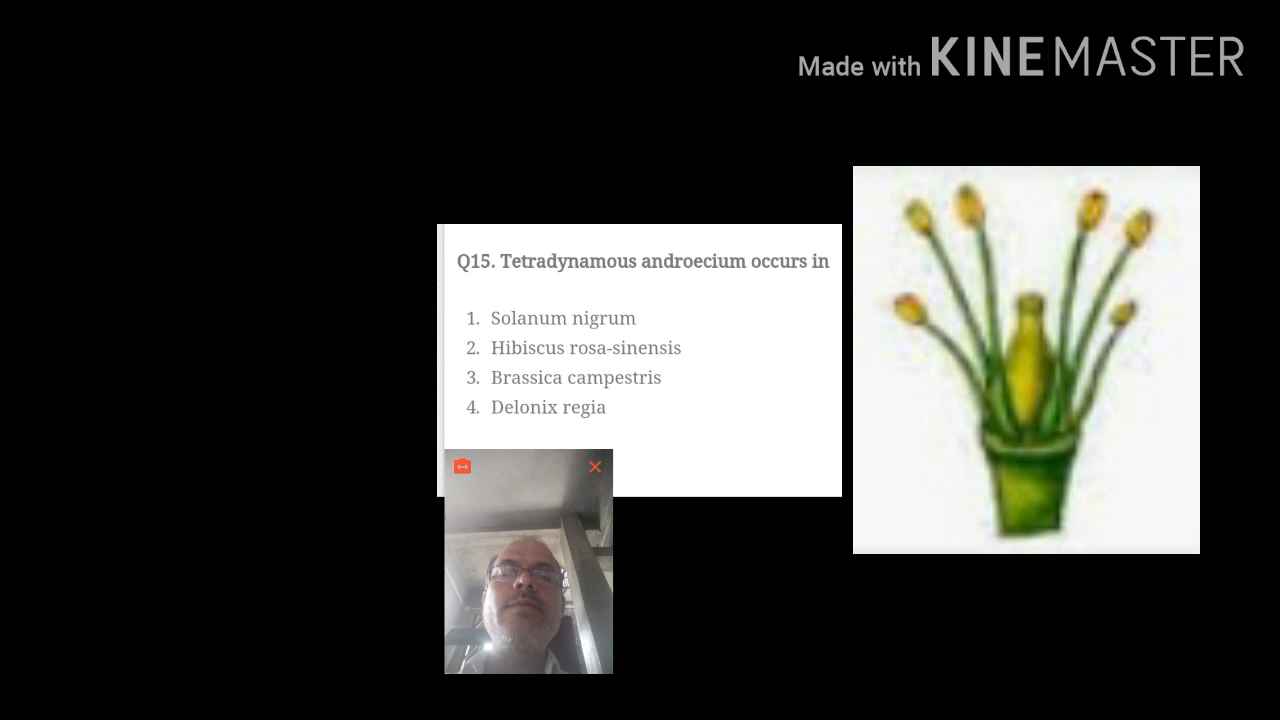 Made with KINEMASTER
Q15. Tetradynamous androecium occurs in
1. Solanum nigrum
2. Hibiscus rosa-sinensis
3. Brassica campestris
4. Delonix regia